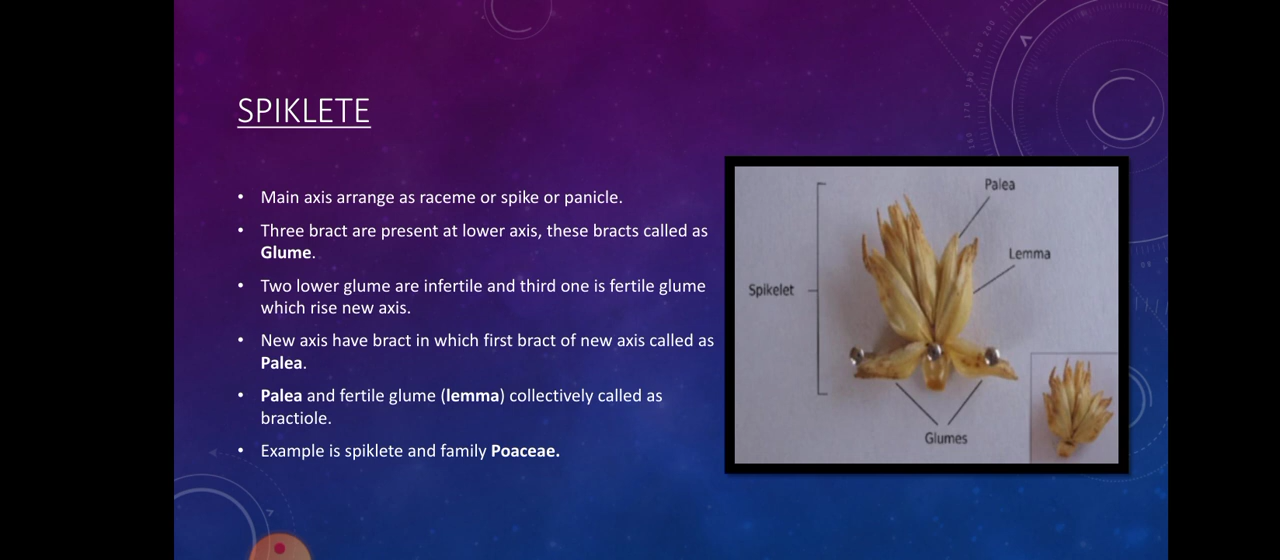 SPIKLETE
• Main axis arrange as raceme or spike or panicle.
• Three bract are present at lower axis, these bracts called as
Glume.
• Two lower glume are infertile and third one is fertile glume
which rise new axis.
• New axis have bract in which first bract of new axis called as
Palea.
• Palea and fertile glume (lemma) collectively called as
bractiole.
• Example is spiklete and family Poaceae.
Palea
Lemma
Spikelet
Glumes